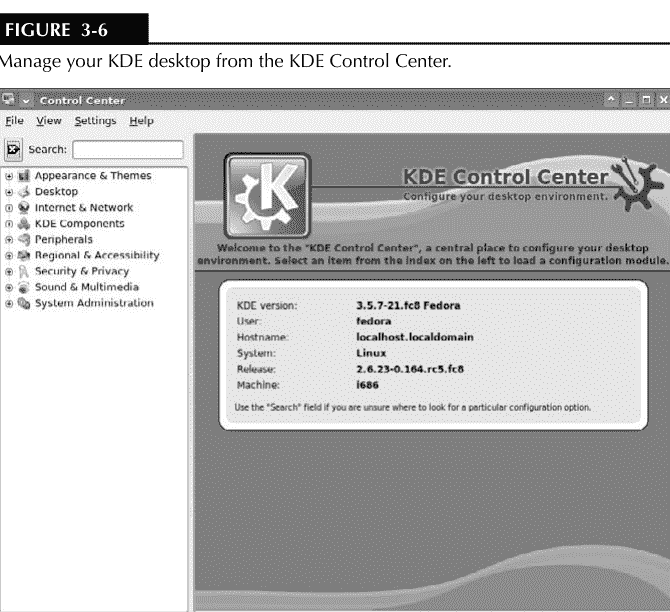 FIGURE 3-6
Manage your KDE desktop from the KDE Control Center.
Control Center
File View Settings Help
Search:
Appearance & Themes
Desktop
Internet & Network
KDE Components
Peripherals
Regional & Accessibility
Security & Privacy
Sound & Multimedia
System Administration
K
KDE Control Center
Configure your desktop environment.
Welcome to the "KDE Control Center", a central place to configure your desktop
environment. Select an item from the index on the left to load a configuration module.
KDE version: 3.5.7-21.fc8 Fedora
User: fedora
Hostname: localhost.localdomain
System: Linux
Release: 2.6.23-0.164.rc5.fc8
Machine: i686
Use the "Search" field if you are unsure where to look for a particular configuration option.